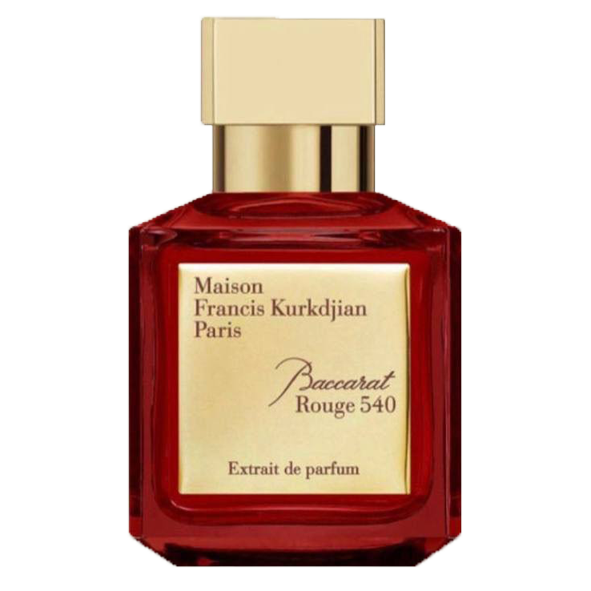 Maison
Francis Kurkdjian
Paris
Baccarat
Rouge 540
Extrait de parfum